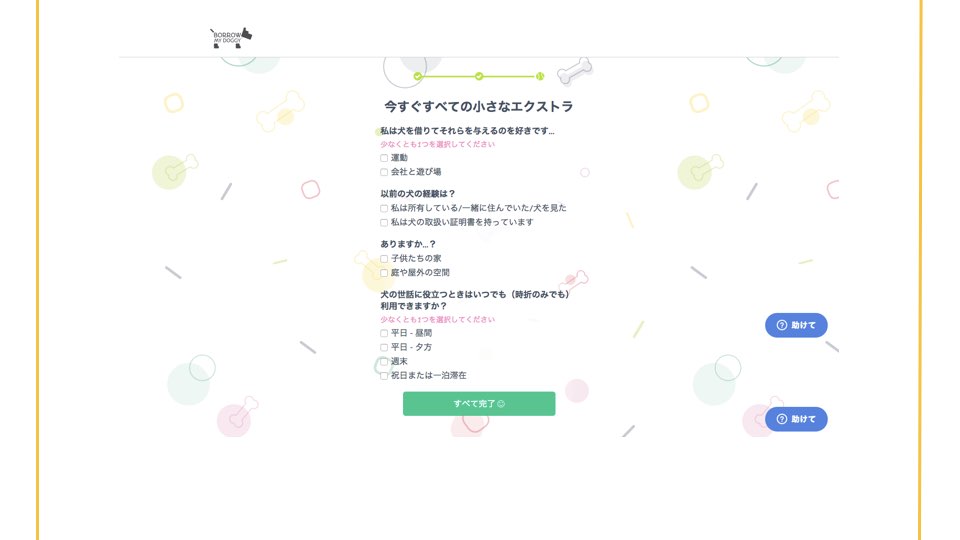 BORROW
MY DOGGY
今すぐすべての小さなエクストラ
私は犬を借りてそれらを与えるのを好きです...
少なくとも1つを選択してください
運動
会社と遊び場
以前の犬の経験は？
私は所有している/一緒に住んでいた/犬を見た
私は犬の取扱い証明書を持っています
ありますか...？
子供たちの家
庭や屋外の空間
犬の世話に役立つときはいつでも（時折のみでも）
利用できますか？
少なくとも1つを選択してください
平日 - 昼間
平日 - 夕方
週末
祝日または一泊滞在
すべて完了☺
助けて
助けて